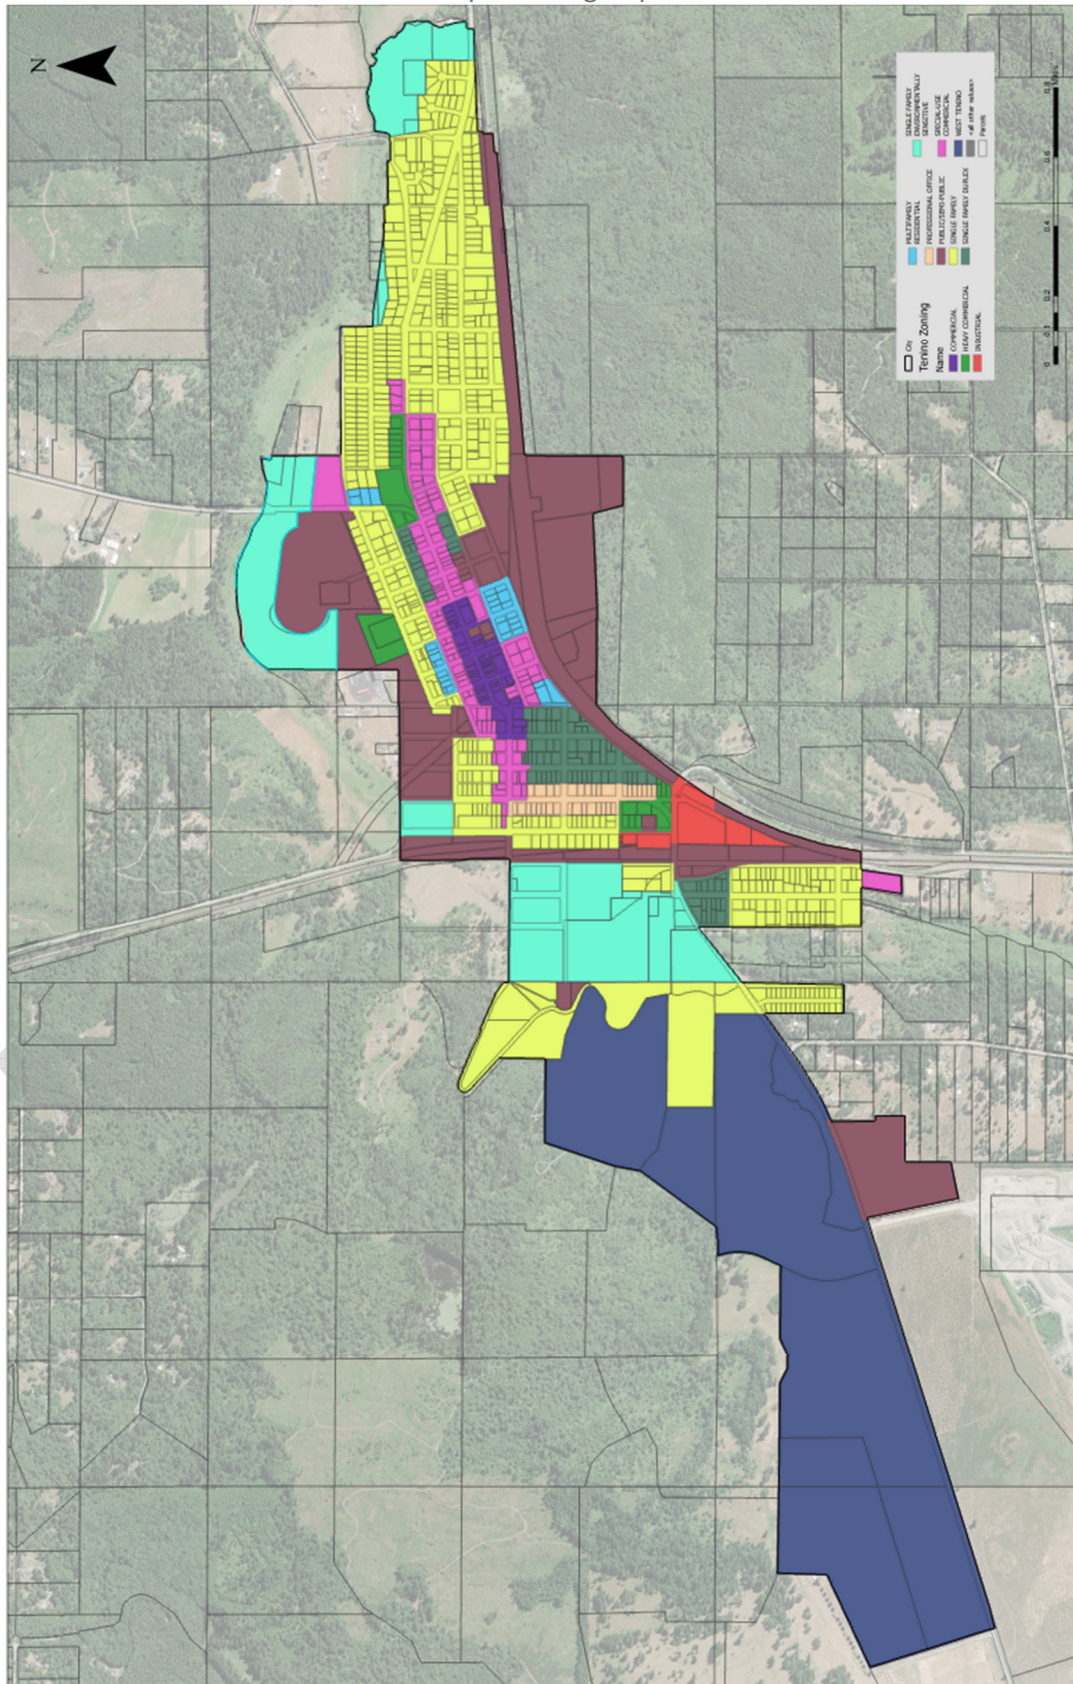 N
City
Tenino Zoning
Name
COMMERCIAL
HEAVY COMMERCIAL
INDUSTRIAL
MULTIFAMILY
RESIDENTIAL
PROFESSIONAL OFFICE
PUBLIC/SEMI-PUBLIC
SINGLE FAMILY
SINGLE FAMILY DUPLEX
SINGLE FAMILY
ENVIRONMENTALLY
SENSITIVE
SPECIAL-USE
COMMERCIAL
WEST TENINO
<all other values>
Parcels
0 0.1 0.2 0.4 0.6 0.8
Miles